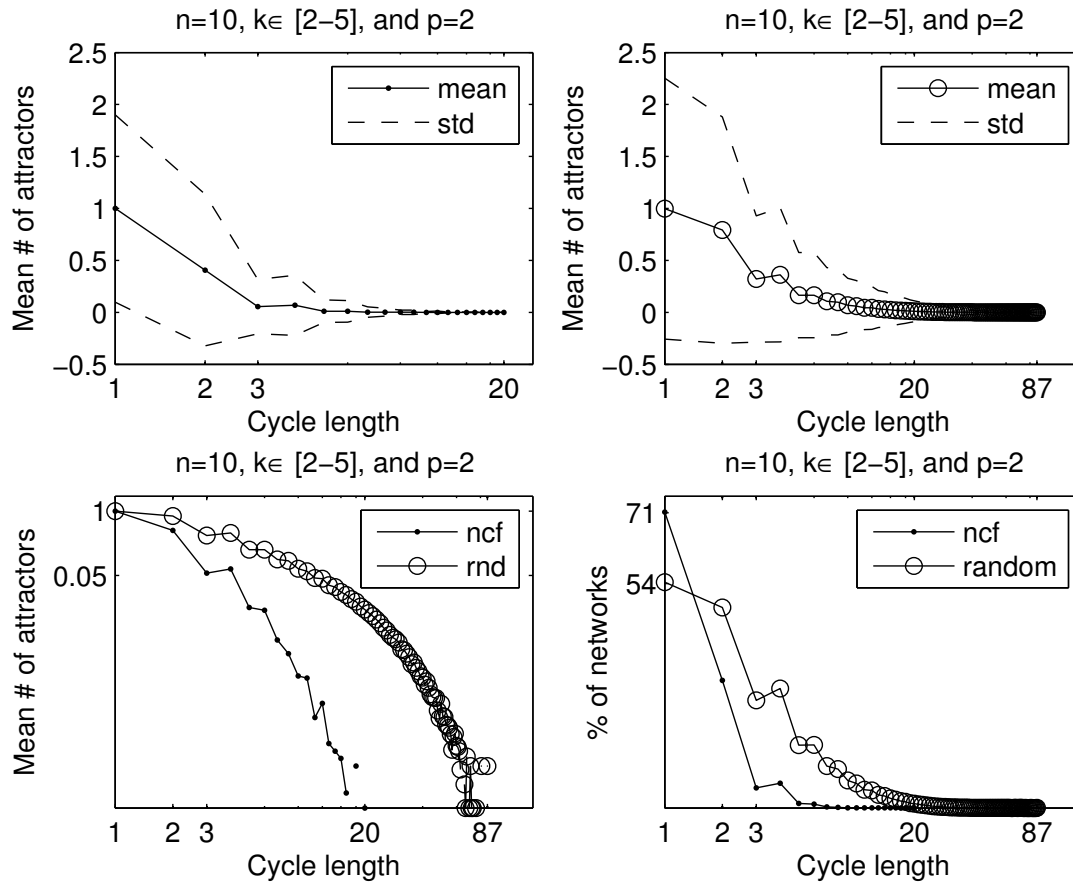 n=10, k∈ [2−5], and p=2
Mean # of attractors
2.5
2
1.5
1
0.5
0
−0.5
mean
std
1 2 3 20
Cycle length
n=10, k∈ [2−5], and p=2
Mean # of attractors
2.5
2
1.5
1
0.5
0
−0.5
mean
std
1 2 3 20 87
Cycle length
n=10, k∈ [2−5], and p=2
Mean # of attractors
1
0.05
ncf
rnd
1 2 3 20 87
Cycle length
n=10, k∈ [2−5], and p=2
% of networks
71
54
ncf
random
1 2 3 20 87
Cycle length